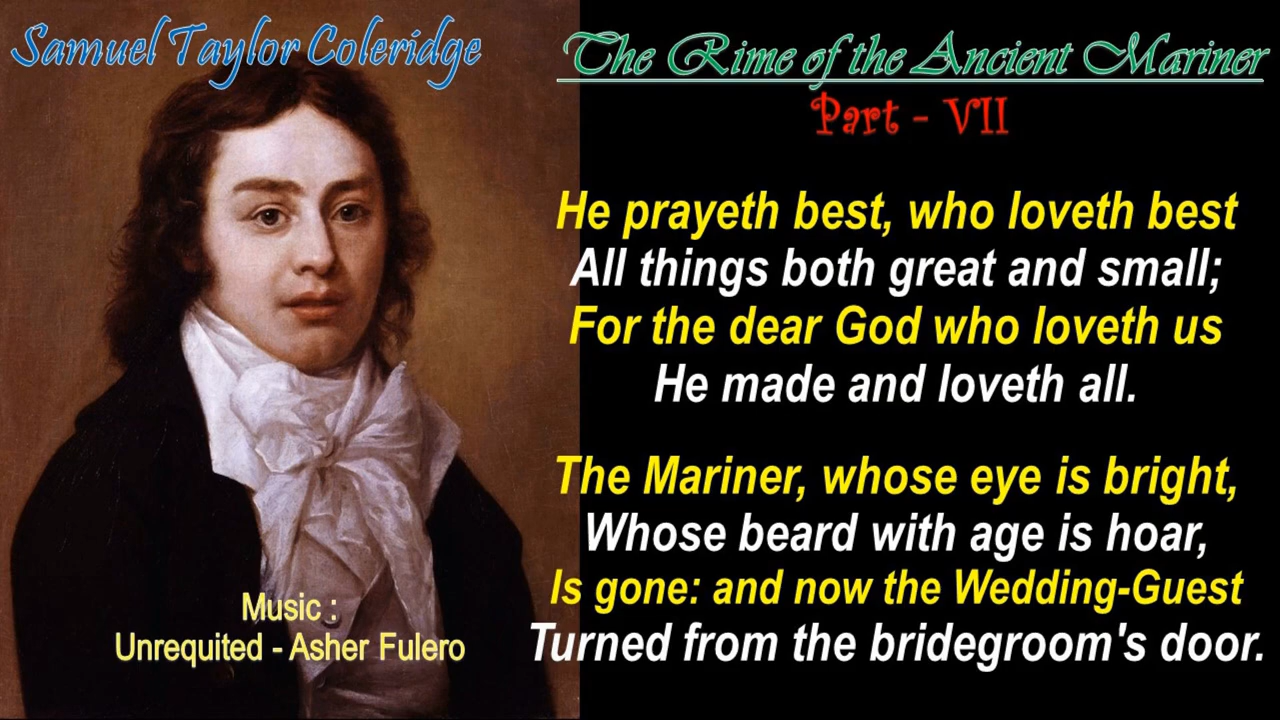 Samuel Taylor Coleridge
The Rime of the Ancient Mariner
Part - VII
He prayeth best, who loveth best
All things both great and small;
For the dear God who loveth us
He made and loveth all.
The Mariner, whose eye is bright,
Whose beard with age is hoar,
Is gone: and now the Wedding-Guest
Turned from the bridegroom's door.
Music :
Unrequited - Asher Fulero